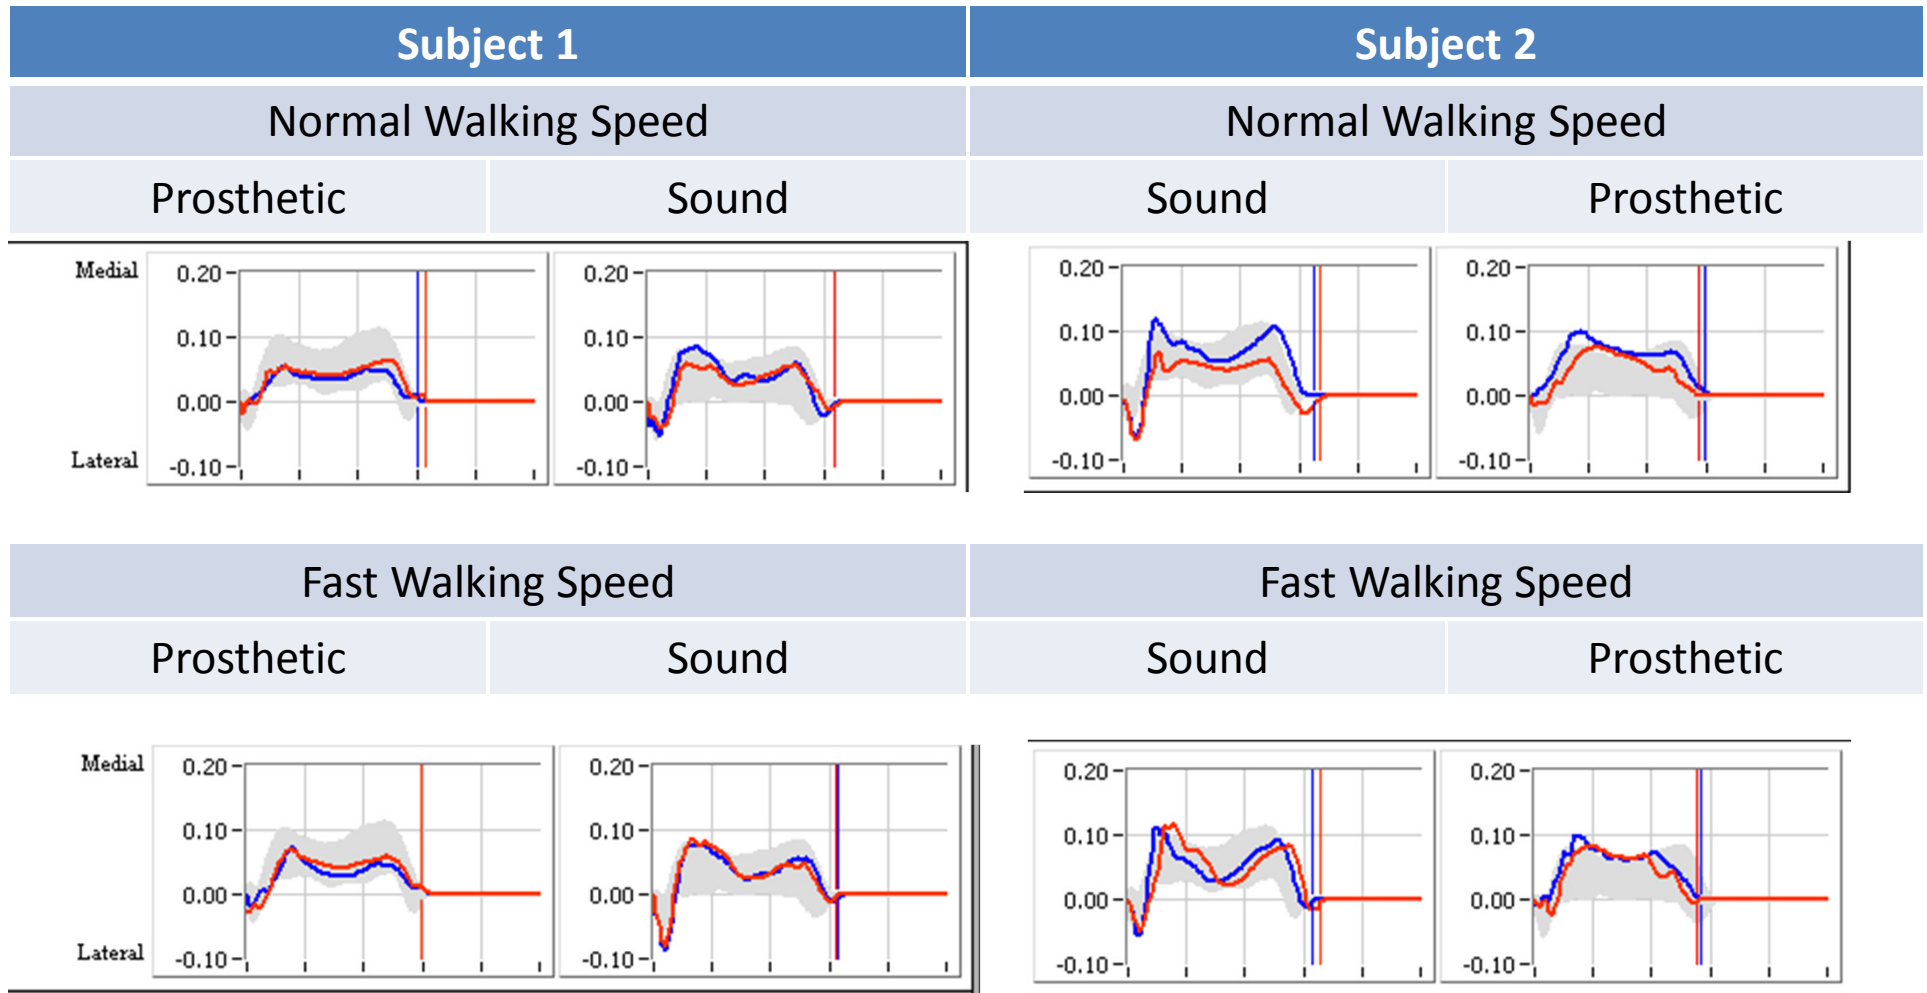 Subject 1 Subject 2
Normal Walking Speed Normal Walking Speed
Prosthetic Sound Sound Prosthetic
Medial 0.20 0.20 0.20 0.20
0.10 0.10 0.10 0.10
0.00 0.00 0.00 0.00
Lateral -0.10 -0.10 -0.10 -0.10
Fast Walking Speed Fast Walking Speed
Prosthetic Sound Sound Prosthetic
Medial 0.20 0.20 0.20 0.20
0.10 0.10 0.10 0.10
0.00 0.00 0.00 0.00
Lateral -0.10 -0.10 -0.10 -0.10